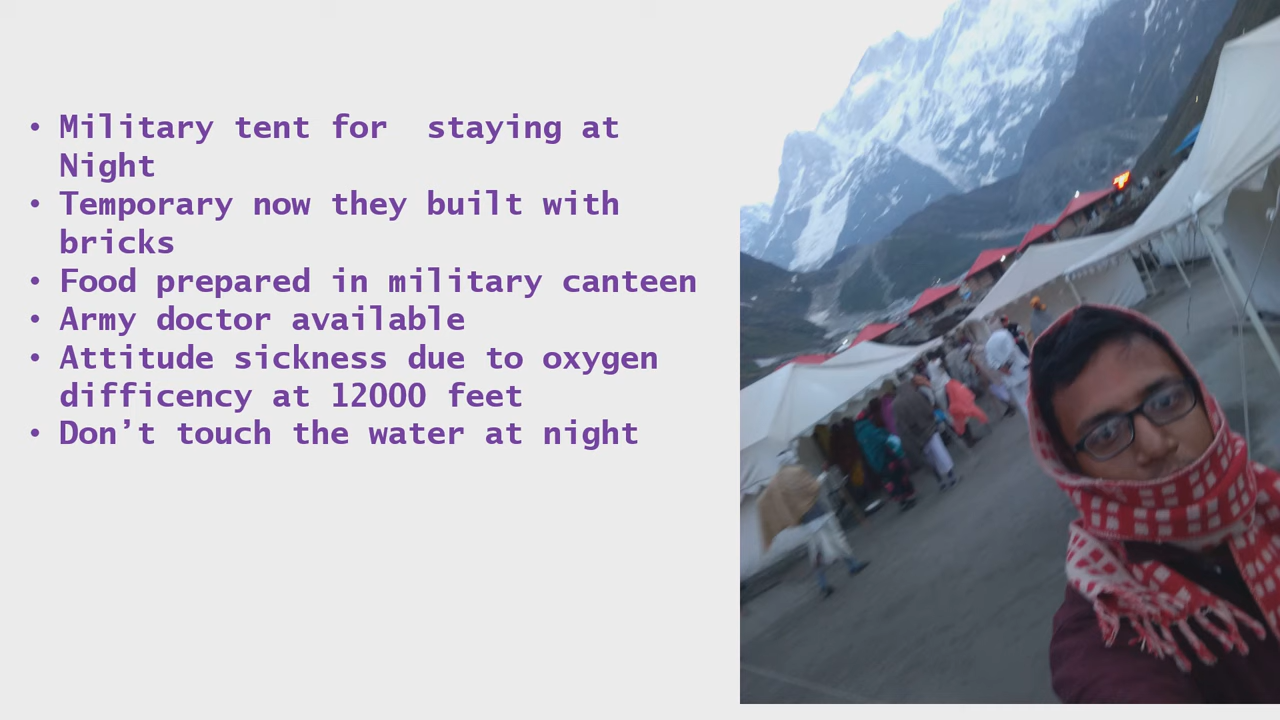 • Military tent for  staying at
Night
• Temporary now they built with
bricks
• Food prepared in military canteen
• Army doctor available
• Attitude sickness due to oxygen
difficency at 12000 feet
• Don’t touch the water at night